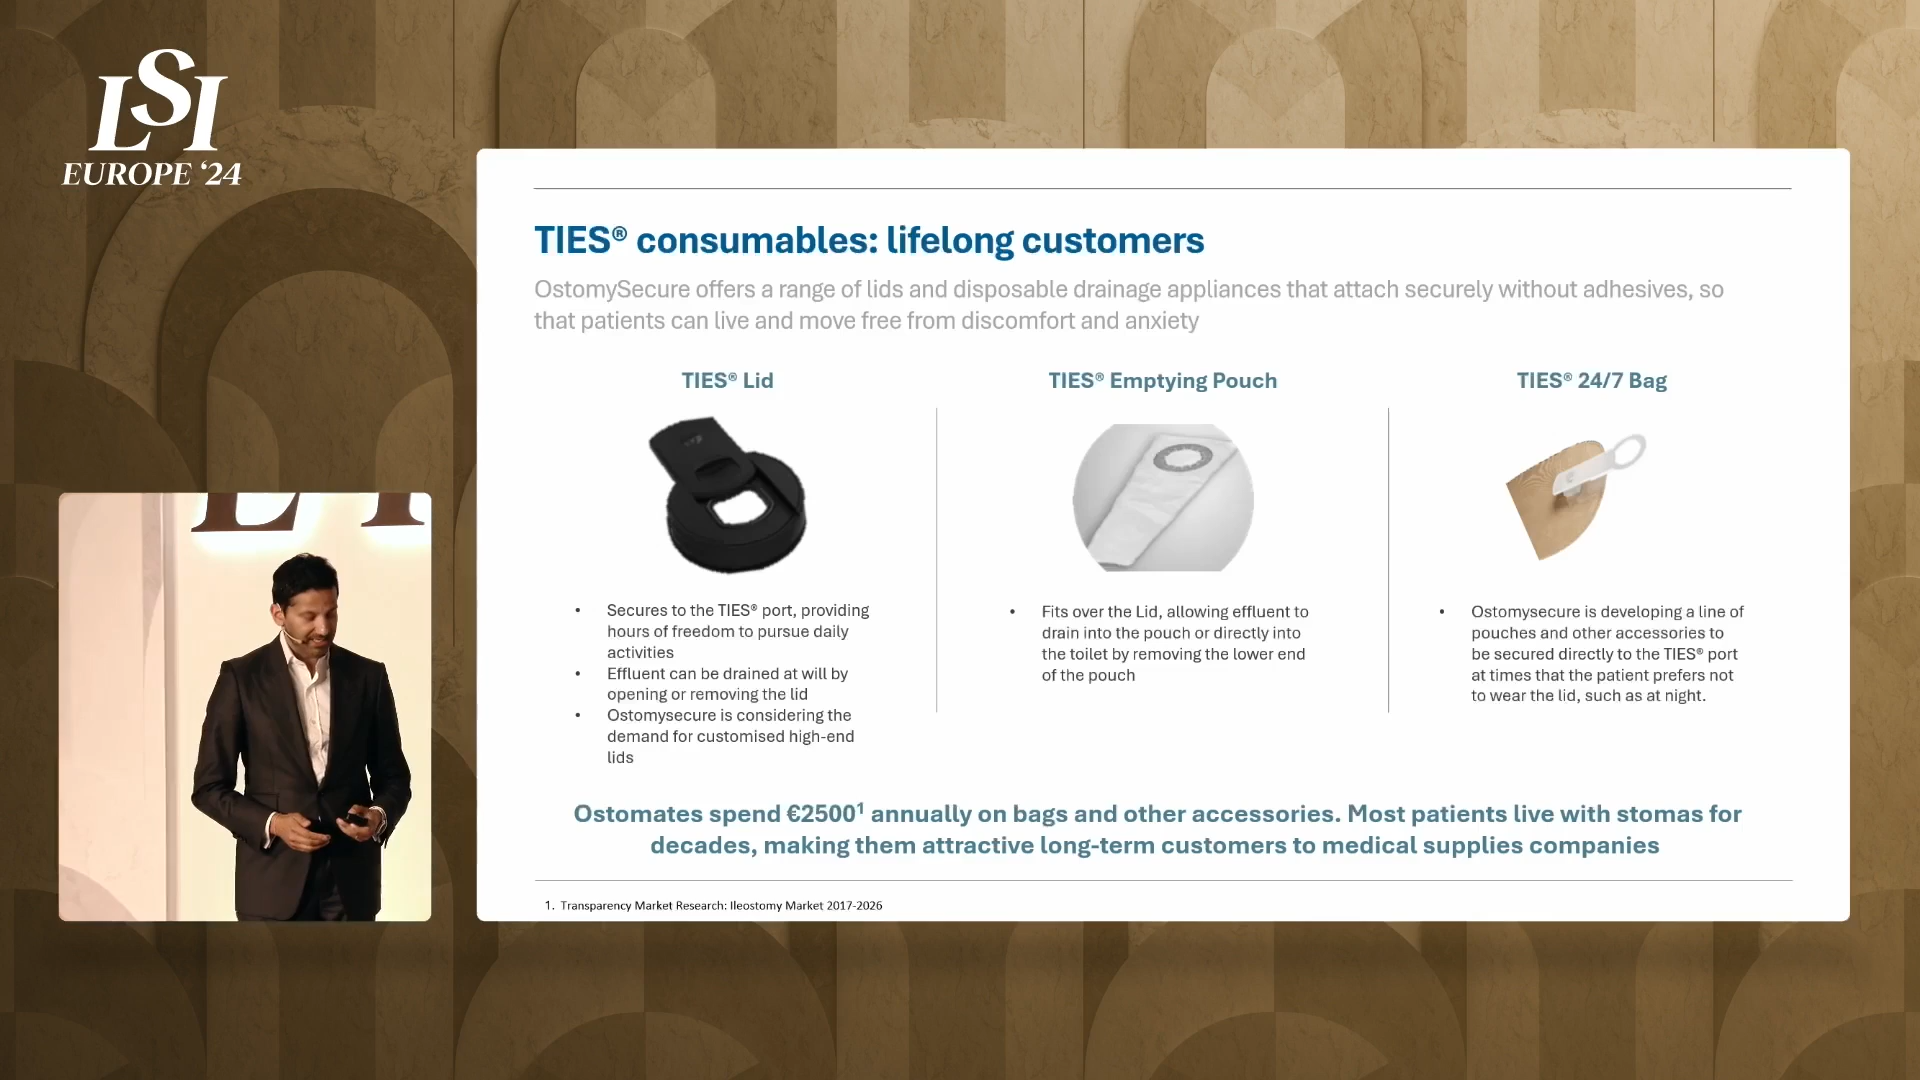 LSI
EUROPE ‘24
TIES® consumables: lifelong customers
OstomySecure offers a range of lids and disposable drainage appliances that attach securely without adhesives, so
that patients can live and move free from discomfort and anxiety
TIES® Lid
• Secures to the TIES® port, providing
hours of freedom to pursue daily
activities
• Effluent can be drained at will by
opening or removing the lid
• Ostomysecure is considering the
demand for customised high-end
lids
TIES® Emptying Pouch
• Fits over the Lid, allowing effluent to
drain into the pouch or directly into
the toilet by removing the lower end
of the pouch
TIES® 24/7 Bag
• Ostomysecure is developing a line of
pouches and other accessories to
be secured directly to the TIES® port
at times that the patient prefers not
to wear the lid, such as at night.
Ostomates spend €2500¹ annually on bags and other accessories. Most patients live with stomas for
decades, making them attractive long-term customers to medical supplies companies
1. Transparency Market Research: Ileostomy Market 2017-2026